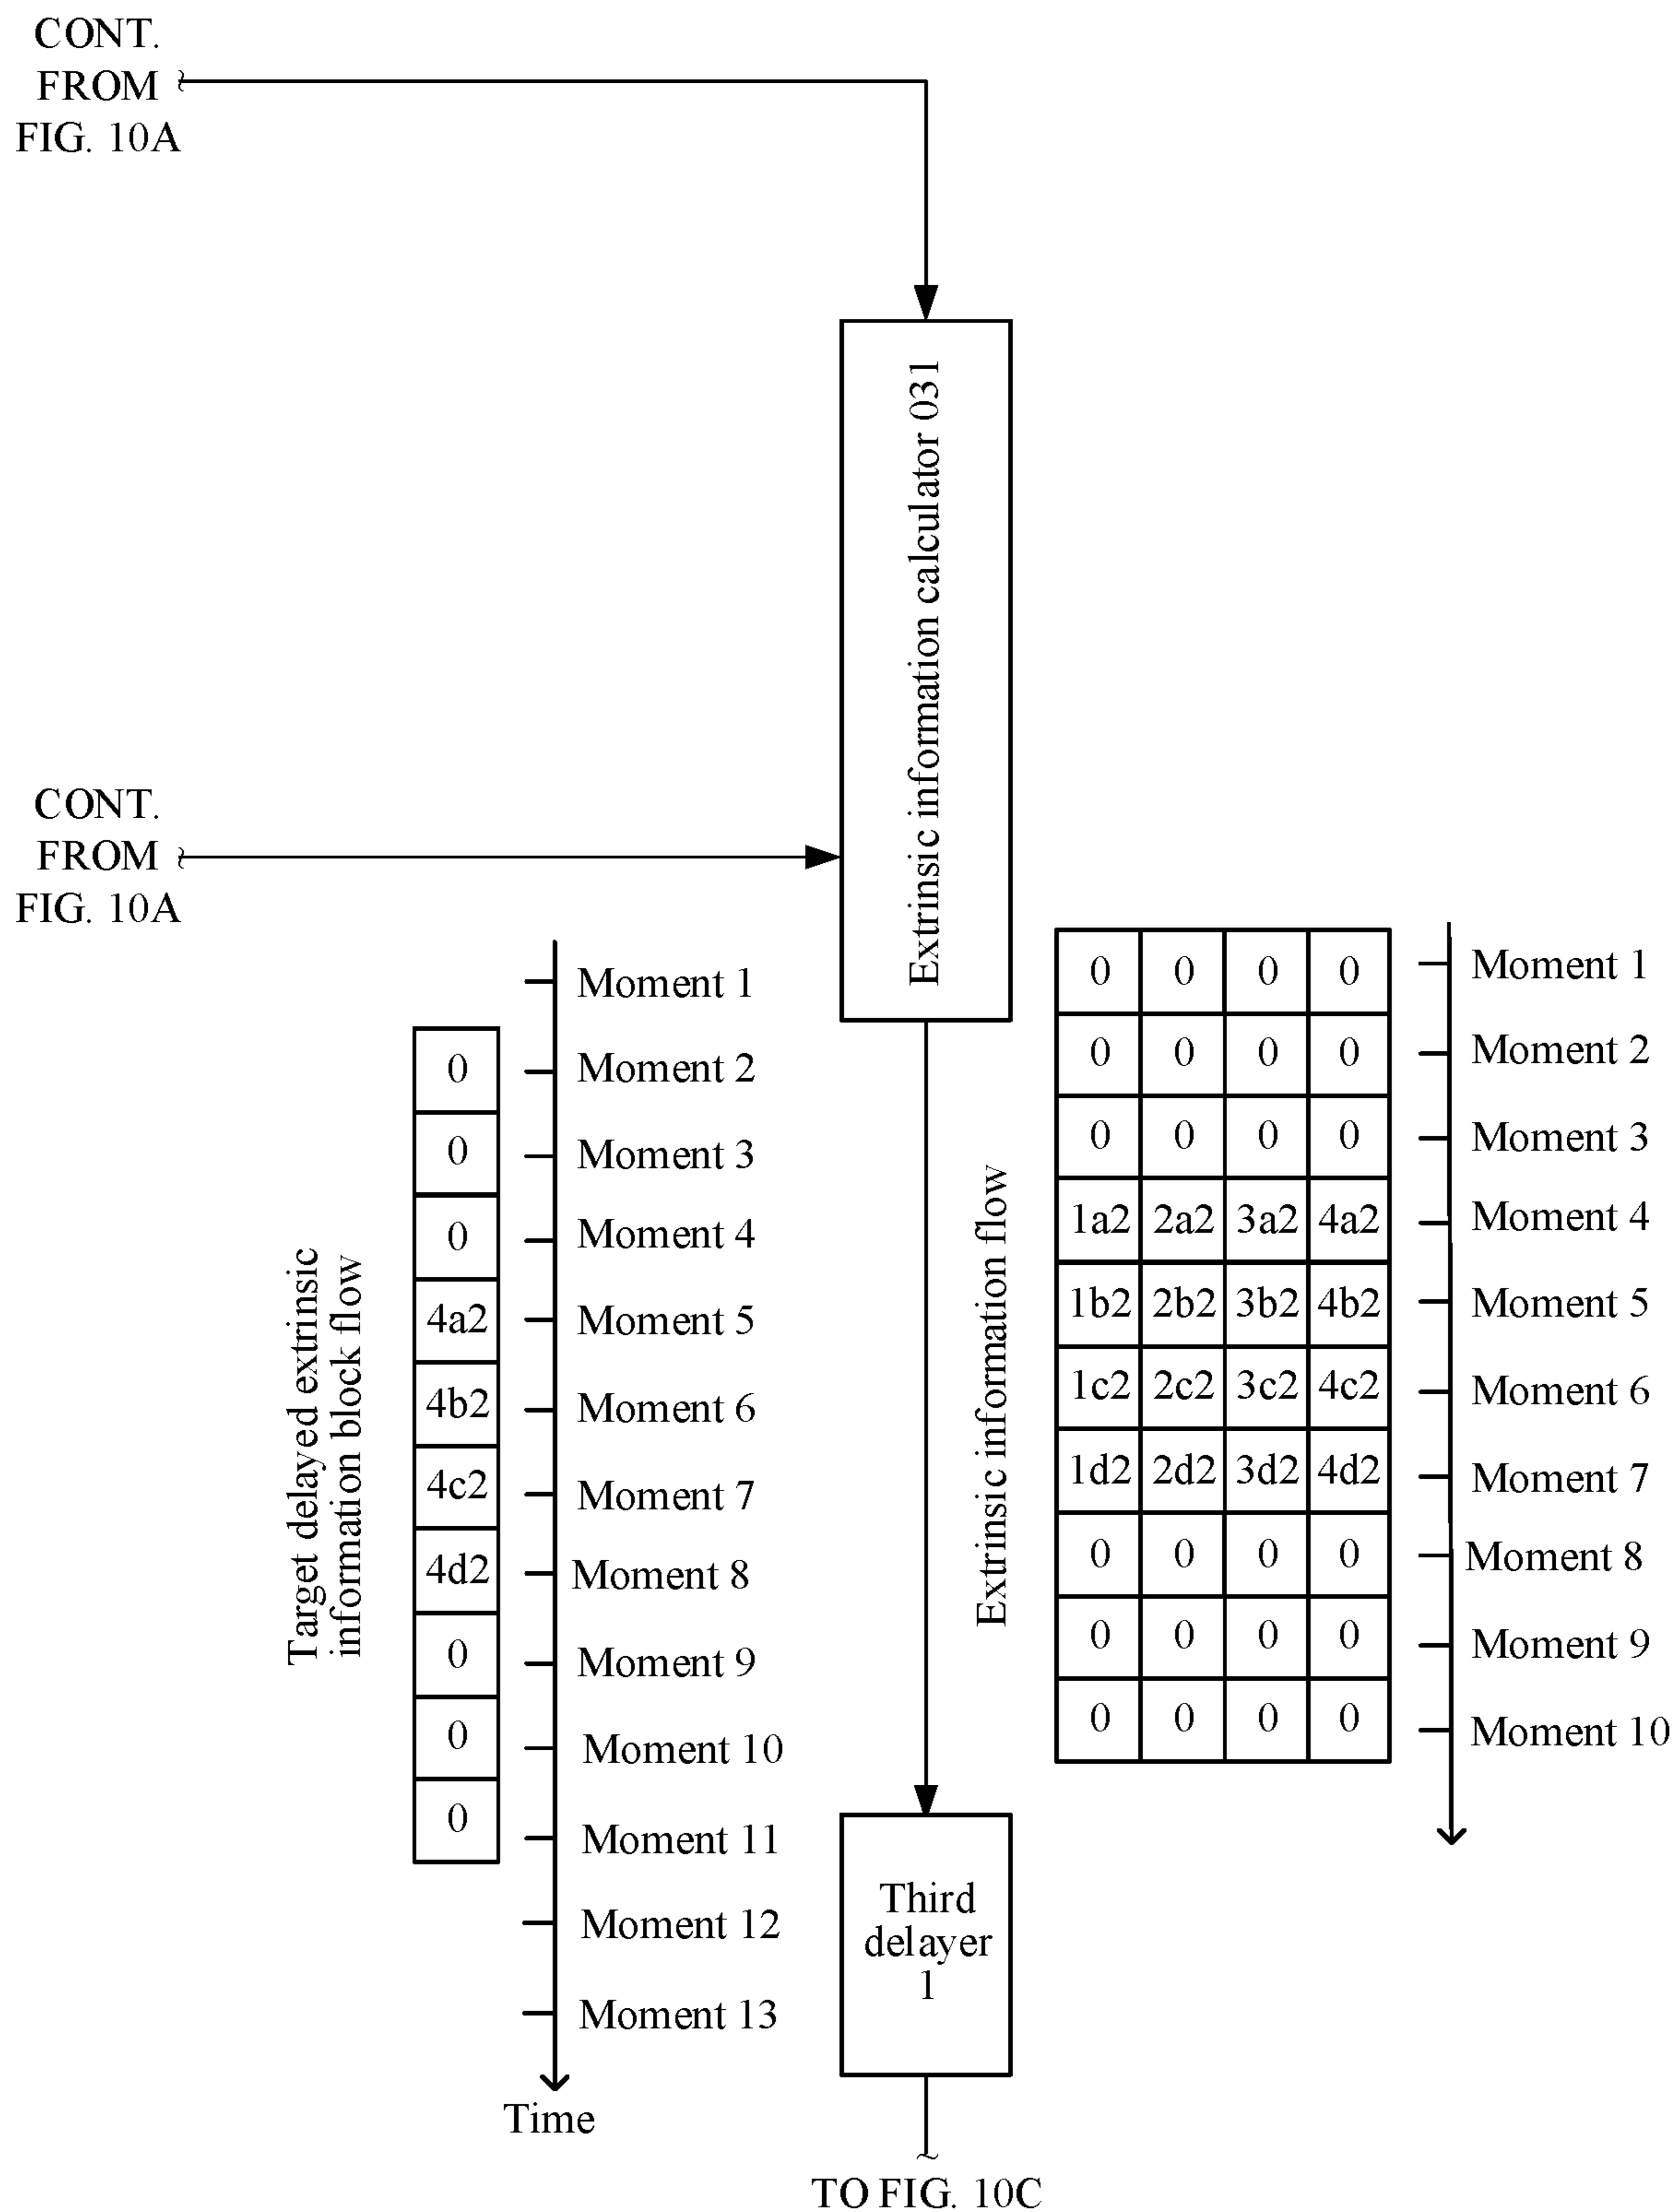 CONT.
FROM
FIG. 10A
Extrinsic information calculator 031
CONT.
FROM
FIG. 10A
Target delayed extrinsic
information block flow
0
0
0
4a2
4b2
4c2
4d2
0
0
0
Moment 1
Moment 2
Moment 3
Moment 4
Moment 5
Moment 6
Moment 7
Moment 8
Moment 9
Moment 10
Moment 11
Moment 12
Moment 13
Time
Extrinsic information flow
0 0 0 0
0 0 0 0
0 0 0 0
1a2 2a2 3a2 4a2
1b2 2b2 3b2 4b2
1c2 2c2 3c2 4c2
1d2 2d2 3d2 4d2
0 0 0 0
0 0 0 0
0 0 0 0
Moment 1
Moment 2
Moment 3
Moment 4
Moment 5
Moment 6
Moment 7
Moment 8
Moment 9
Moment 10
Third
delayer
1
TO FIG. 10C